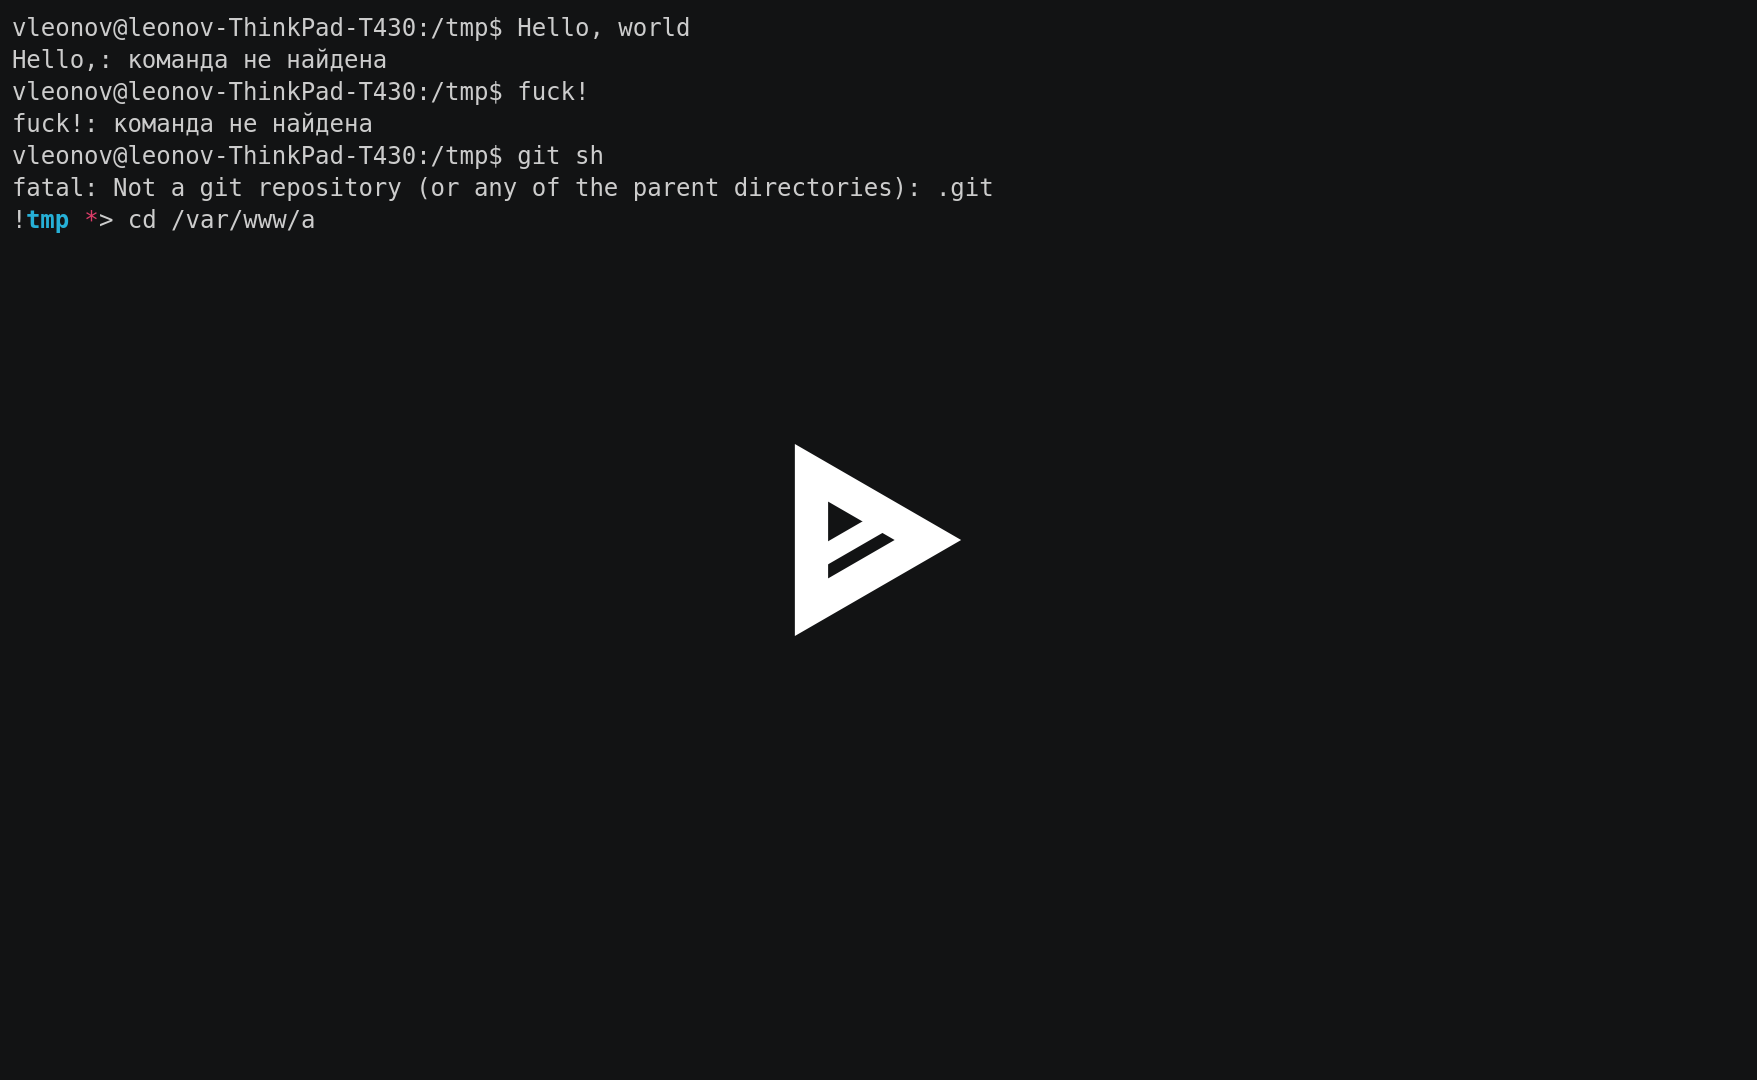 vleonov@leonov-ThinkPad-T430:/tmp$ Hello, world
Hello,: команда не найдена
vleonov@leonov-ThinkPad-T430:/tmp$ fuck!
fuck!: команда не найдена
vleonov@leonov-ThinkPad-T430:/tmp$ git sh
fatal: Not a git repository (or any of the parent directories): .git
!tmp *> cd /var/www/a